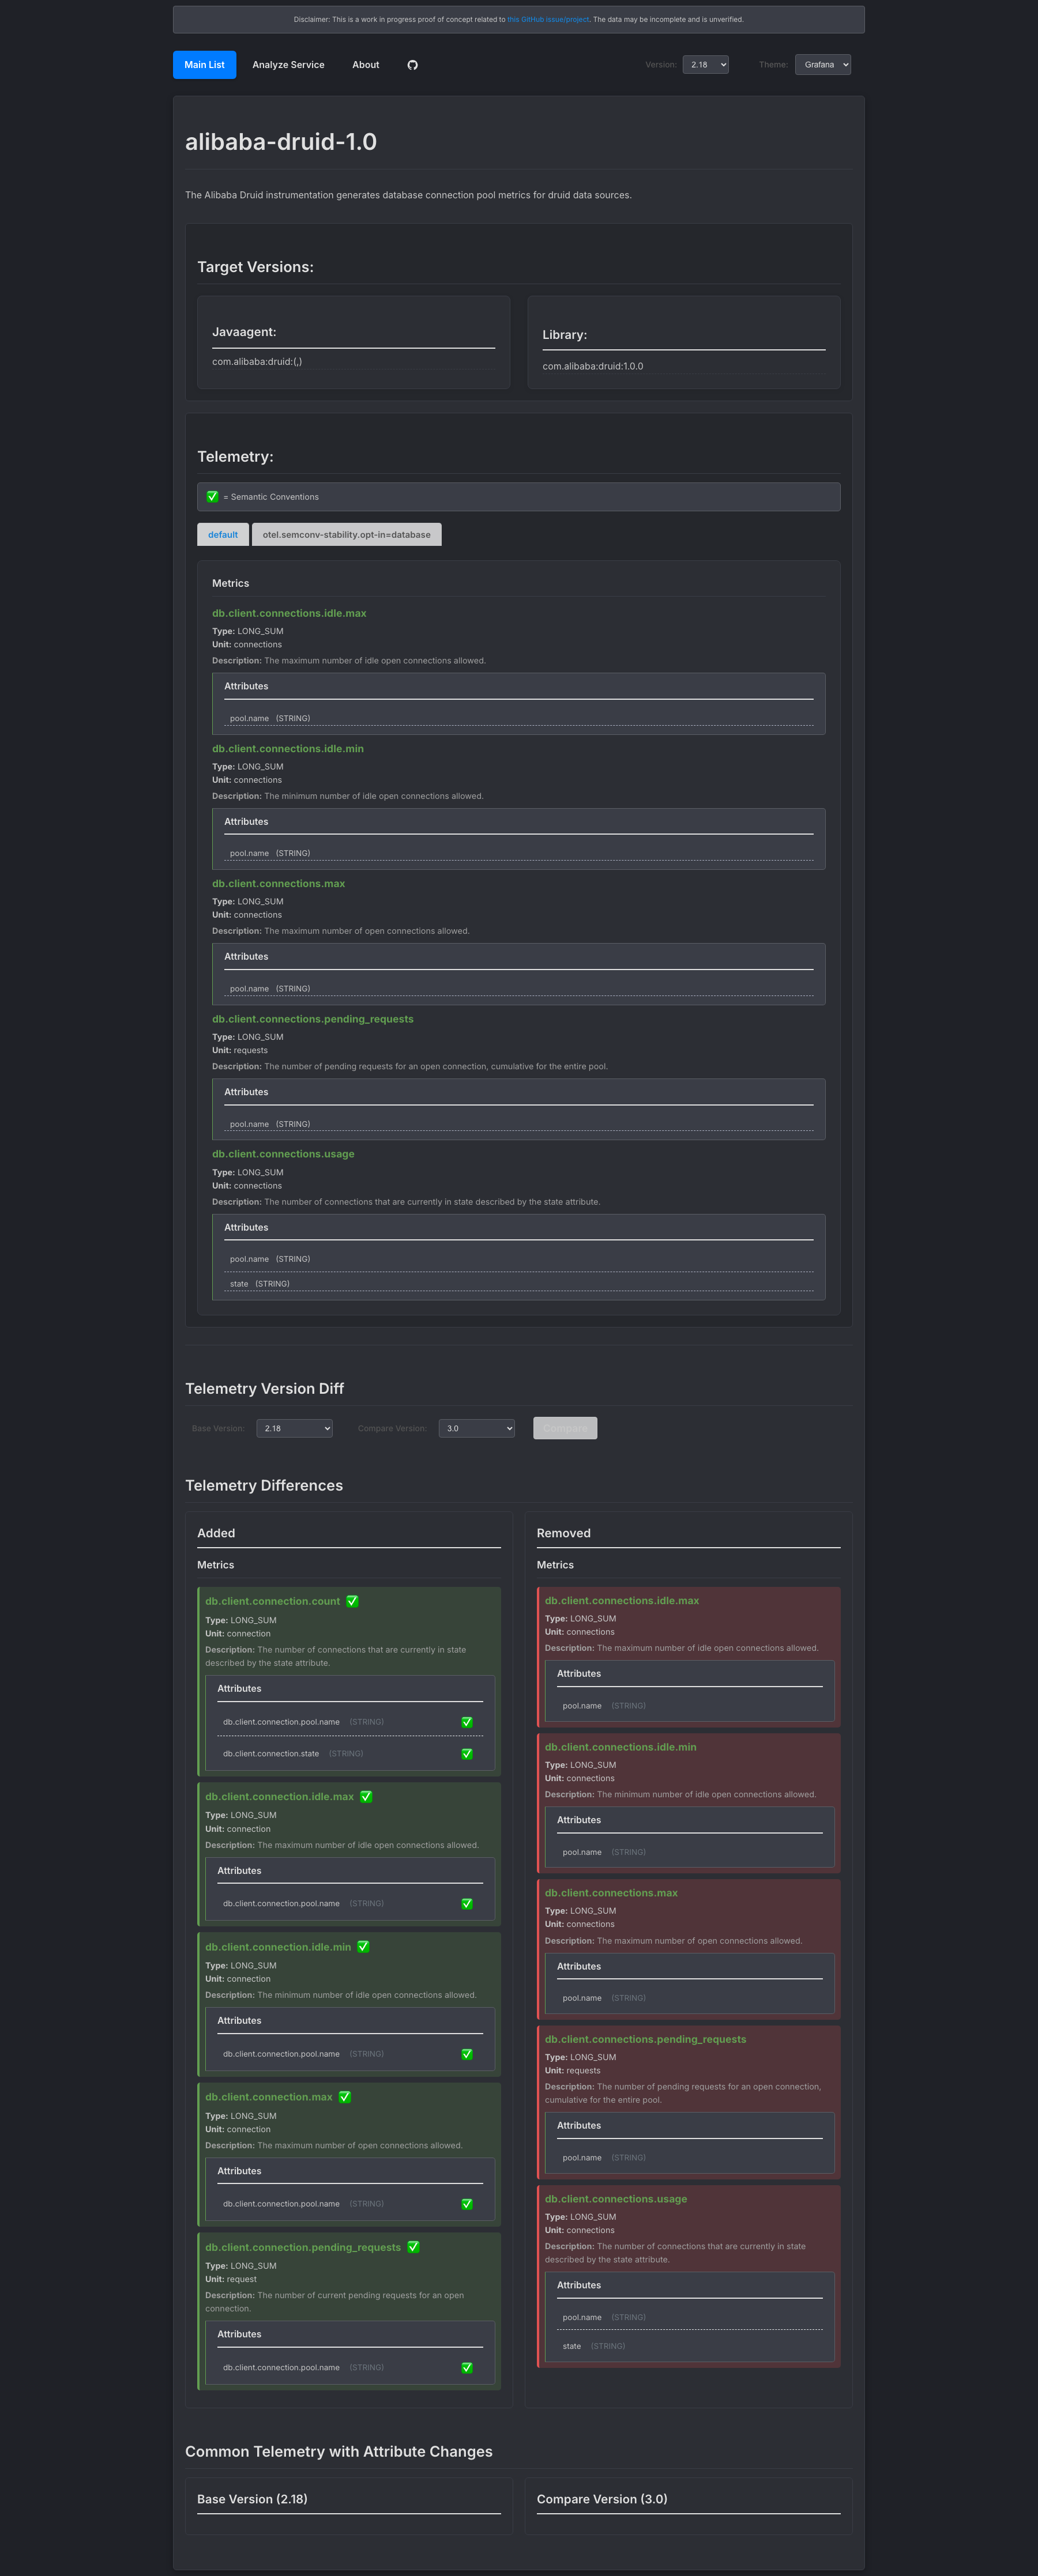 Disclaimer: This is a work in progress proof of concept related to this GitHub issue/project. The data may be incomplete and is unverified.
Main List
Analyze Service
About
Version:
2.18
Theme:
Grafana
alibaba-druid-1.0
The Alibaba Druid instrumentation generates database connection pool metrics for druid data sources.
Target Versions:
Javaagent:
com.alibaba:druid:(,)
Library:
com.alibaba:druid:1.0.0
Telemetry:
✅ = Semantic Conventions
default
otel.semconv-stability.opt-in=database
Metrics
db.client.connections.idle.max
Type: LONG_SUM
Unit: connections
Description: The maximum number of idle open connections allowed.
Attributes
pool.name (STRING)
db.client.connections.idle.min
Type: LONG_SUM
Unit: connections
Description: The minimum number of idle open connections allowed.
Attributes
pool.name (STRING)
db.client.connections.max
Type: LONG_SUM
Unit: connections
Description: The maximum number of open connections allowed.
Attributes
pool.name (STRING)
db.client.connections.pending_requests
Type: LONG_SUM
Unit: requests
Description: The number of pending requests for an open connection, cumulative for the entire pool.
Attributes
pool.name (STRING)
db.client.connections.usage
Type: LONG_SUM
Unit: connections
Description: The number of connections that are currently in state described by the state attribute.
Attributes
pool.name (STRING)
state (STRING)
Telemetry Version Diff
Base Version:
2.18
Compare Version:
3.0
Compare
Telemetry Differences
Added
Metrics
db.client.connection.count ✅
Type: LONG_SUM
Unit: connection
Description: The number of connections that are currently in state
described by the state attribute.
Attributes
db.client.connection.pool.name (STRING) ✅
db.client.connection.state (STRING) ✅
db.client.connection.idle.max ✅
Type: LONG_SUM
Unit: connection
Description: The maximum number of idle open connections allowed.
Attributes
db.client.connection.pool.name (STRING) ✅
db.client.connection.idle.min ✅
Type: LONG_SUM
Unit: connection
Description: The minimum number of idle open connections allowed.
Attributes
db.client.connection.pool.name (STRING) ✅
db.client.connection.max ✅
Type: LONG_SUM
Unit: connection
Description: The maximum number of open connections allowed.
Attributes
db.client.connection.pool.name (STRING) ✅
db.client.connection.pending_requests ✅
Type: LONG_SUM
Unit: request
Description: The number of current pending requests for an open
connection.
Attributes
db.client.connection.pool.name (STRING) ✅
Removed
Metrics
db.client.connections.idle.max
Type: LONG_SUM
Unit: connections
Description: The maximum number of idle open connections allowed.
Attributes
pool.name (STRING)
db.client.connections.idle.min
Type: LONG_SUM
Unit: connections
Description: The minimum number of idle open connections allowed.
Attributes
pool.name (STRING)
db.client.connections.max
Type: LONG_SUM
Unit: connections
Description: The maximum number of open connections allowed.
Attributes
pool.name (STRING)
db.client.connections.pending_requests
Type: LONG_SUM
Unit: requests
Description: The number of pending requests for an open connection,
cumulative for the entire pool.
Attributes
pool.name (STRING)
db.client.connections.usage
Type: LONG_SUM
Unit: connections
Description: The number of connections that are currently in state
described by the state attribute.
Attributes
pool.name (STRING)
state (STRING)
Common Telemetry with Attribute Changes
Base Version (2.18)
Compare Version (3.0)